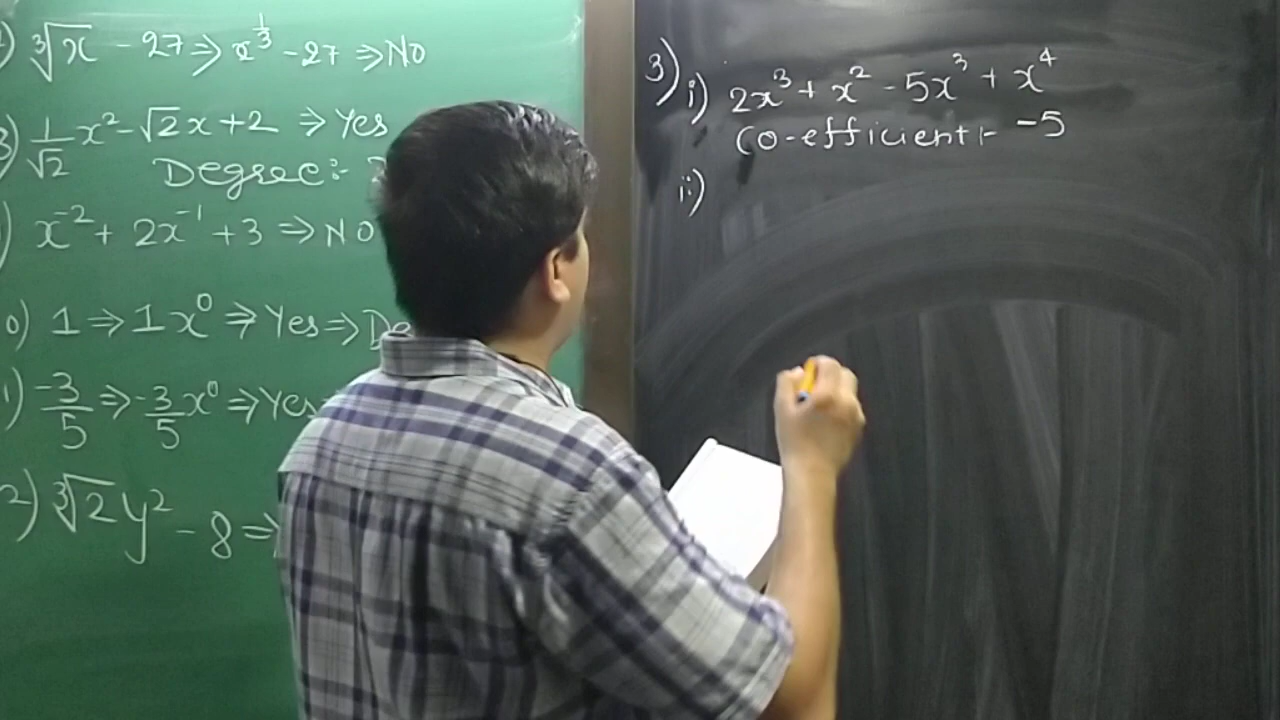 ) ∛x - 27 ⇒ x^(1/3) - 27 ⇒ No
3) 1/√2 x² - √2x + 2 ⇒ Yes
Degree:-
) x⁻² + 2x⁻¹ + 3 ⇒ NO
0) 1 ⇒ 1x⁰ ⇒ Yes ⇒ De
1) -3/5 ⇒ -3/5 x⁰ ⇒ Yes
2) ∛2 y² - 8 ⇒
3) i) 2x³ + x² - 5x³ + x⁴
Co-efficient:- -5
ii)